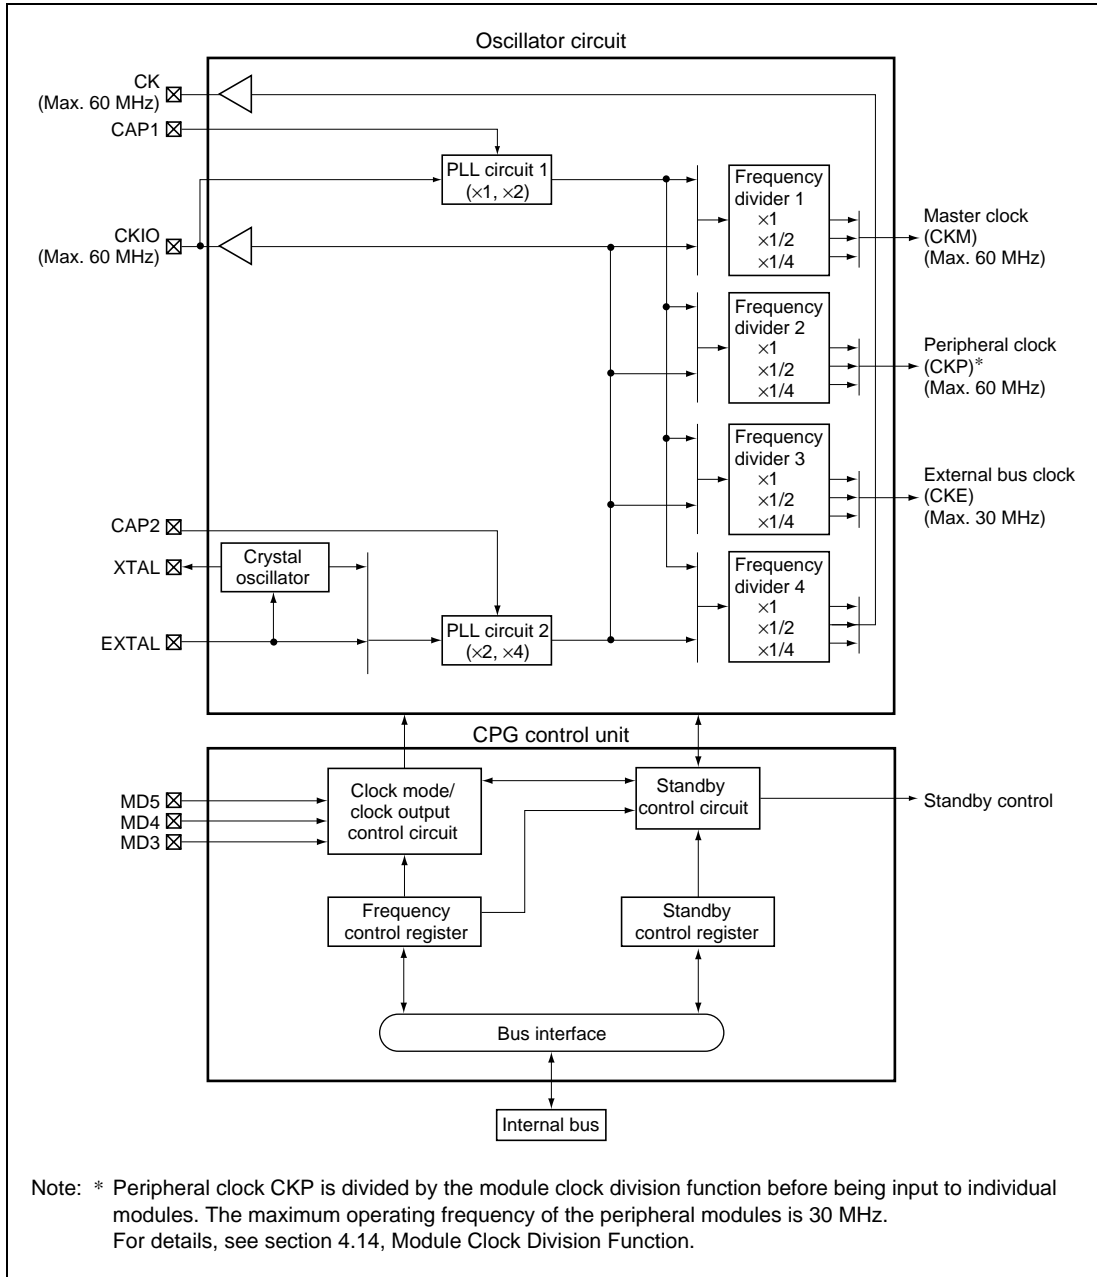 Oscillator circuit
CK
(Max. 60 MHz)
CAP1
PLL circuit 1
(×1, ×2)
CKIO
(Max. 60 MHz)
Frequency
divider 1
×1
×1/2
×1/4
Master clock
(CKM)
(Max. 60 MHz)
Frequency
divider 2
×1
×1/2
×1/4
Peripheral clock
(CKP)*
(Max. 60 MHz)
Frequency
divider 3
×1
×1/2
×1/4
External bus clock
(CKE)
(Max. 30 MHz)
CAP2
XTAL
Crystal
oscillator
EXTAL
PLL circuit 2
(×2, ×4)
Frequency
divider 4
×1
×1/2
×1/4
CPG control unit
MD5
MD4
MD3
Clock mode/
clock output
control circuit
Standby
control circuit
Standby control
Frequency
control register
Standby
control register
Bus interface
Internal bus
Note: * Peripheral clock CKP is divided by the module clock division function before being input to individual
modules. The maximum operating frequency of the peripheral modules is 30 MHz.
For details, see section 4.14, Module Clock Division Function.